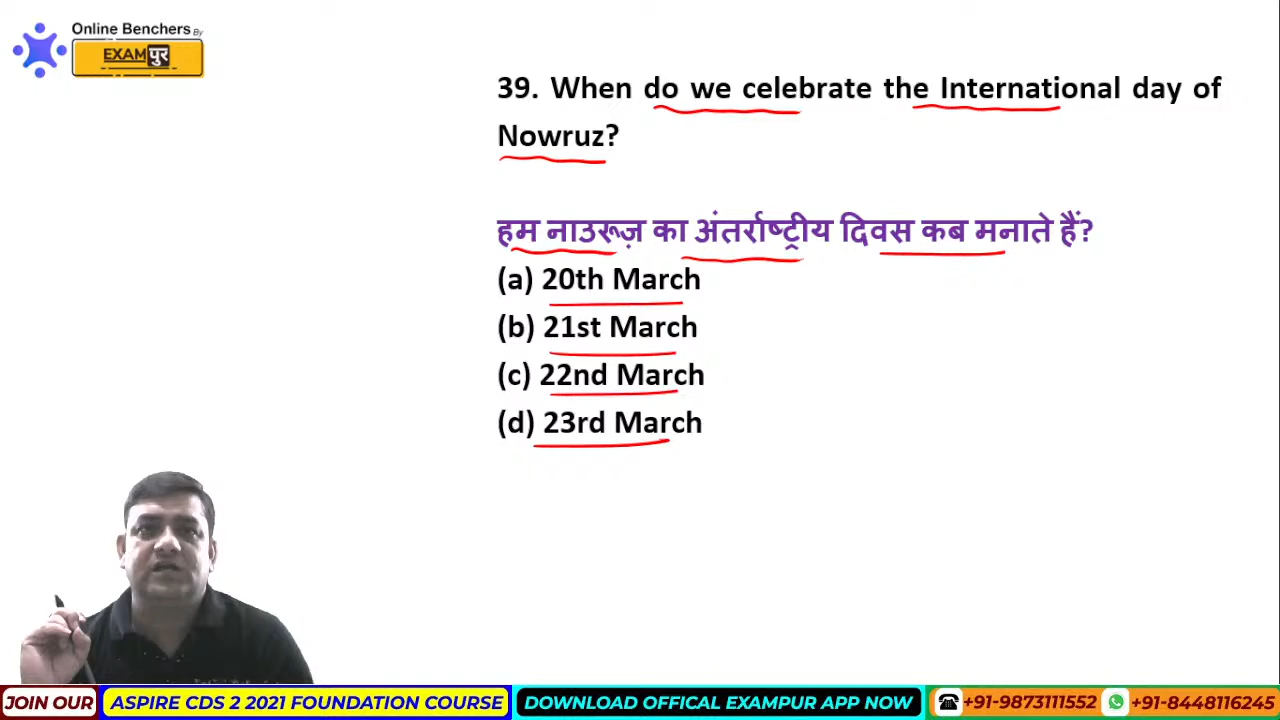 Online Benchers By
EXAMपुर
39. When do we celebrate the International day of
Nowruz?
हम नाउरूज़ का अंतर्राष्ट्रीय दिवस कब मनाते हैं?
(a) 20th March
(b) 21st March
(c) 22nd March
(d) 23rd March
JOIN OUR ASPIRE CDS 2 2021 FOUNDATION COURSE DOWNLOAD OFFICAL EXAMPUR APP NOW +91-9873111552 +91-8448116245